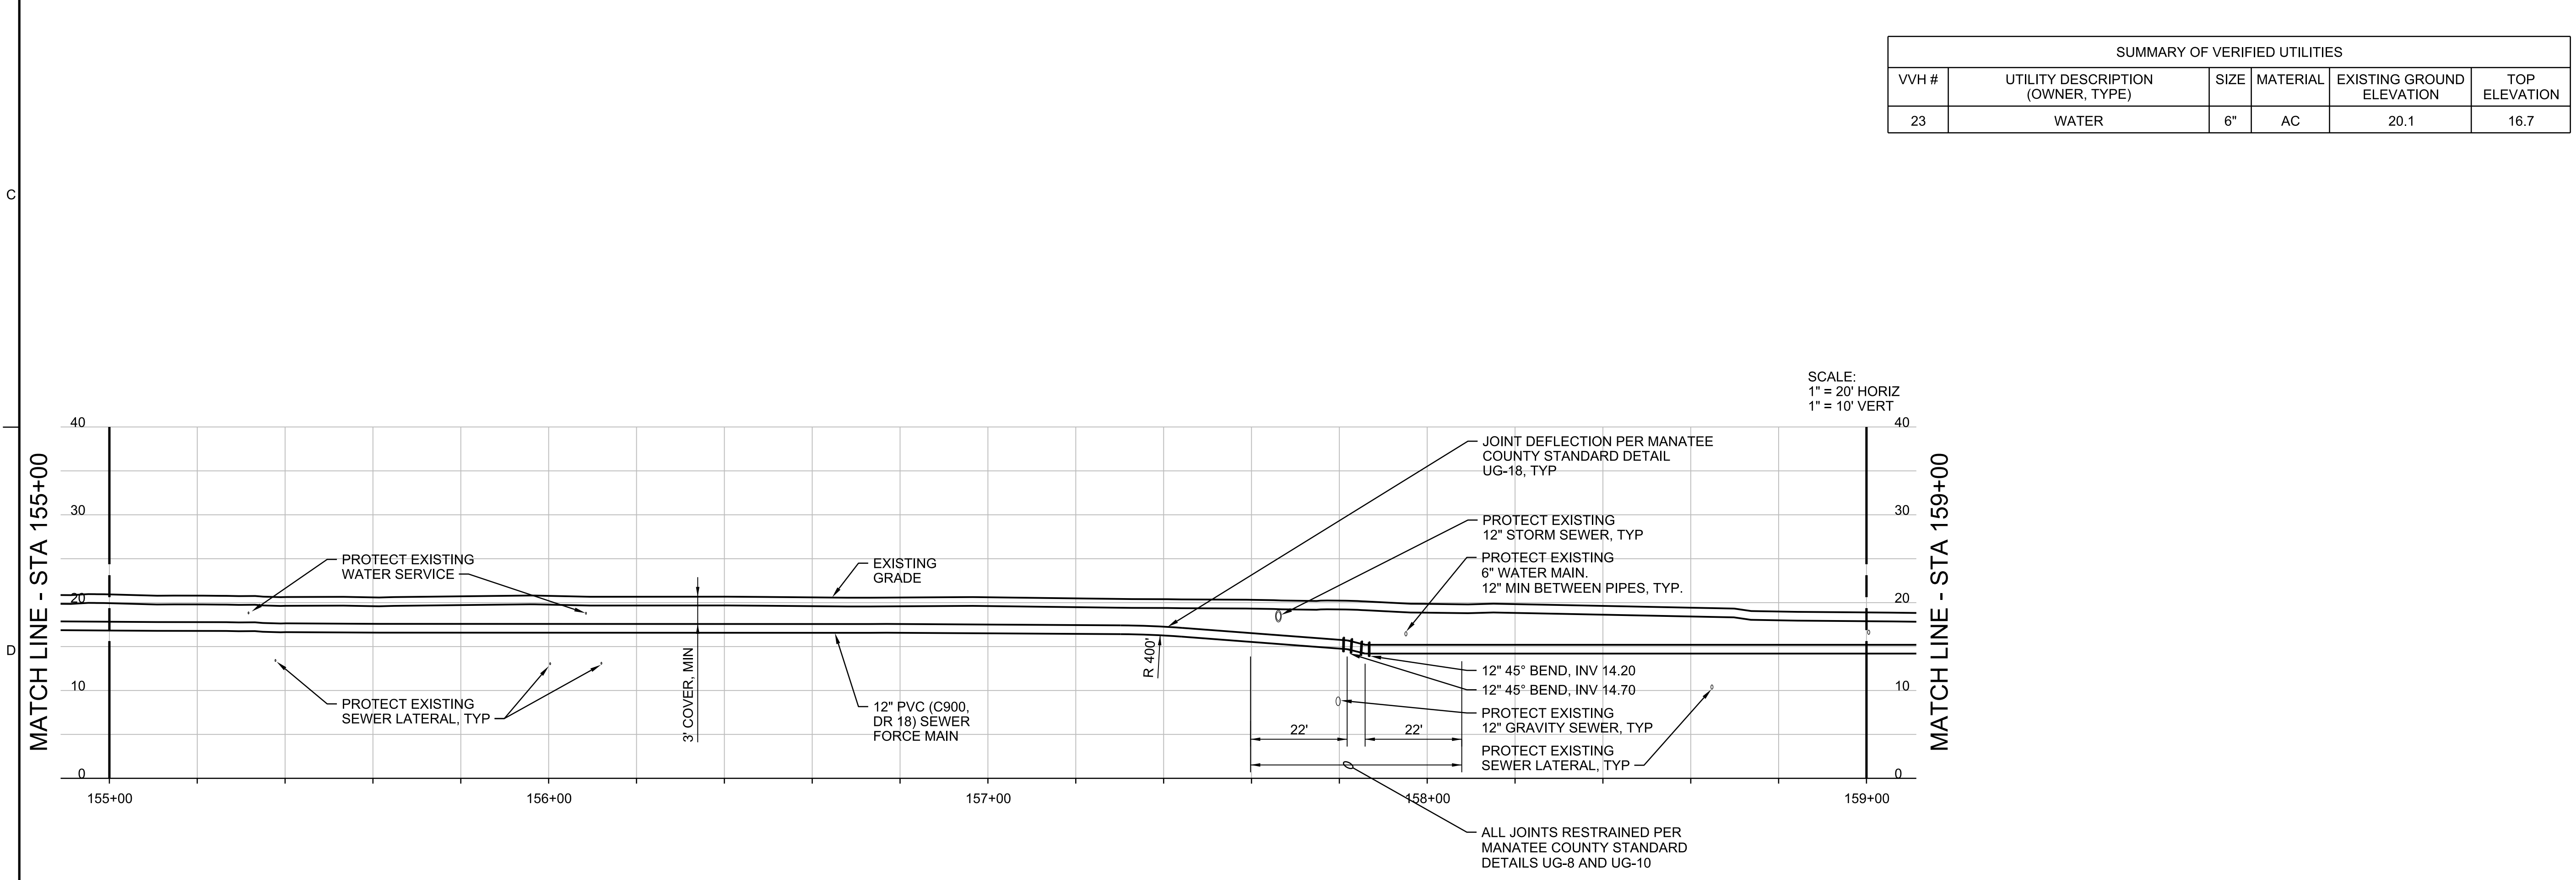 SUMMARY OF VERIFIED UTILITIES
VVH # UTILITY DESCRIPTION SIZE MATERIAL EXISTING GROUND TOP
(OWNER, TYPE) ELEVATION ELEVATION
23 WATER 6" AC 20.1 16.7
C
D
SCALE:
1" = 20' HORIZ
1" = 10' VERT
MATCH LINE - STA 155+00
40
30
20
10
0
PROTECT EXISTING
WATER SERVICE
PROTECT EXISTING
SEWER LATERAL, TYP
3' COVER, MIN
EXISTING
GRADE
12" PVC (C900,
DR 18) SEWER
FORCE MAIN
R 400'
JOINT DEFLECTION PER MANATEE
COUNTY STANDARD DETAIL
UG-18, TYP
PROTECT EXISTING
12" STORM SEWER, TYP
PROTECT EXISTING
6" WATER MAIN.
12" MIN BETWEEN PIPES, TYP.
12" 45° BEND, INV 14.20
12" 45° BEND, INV 14.70
PROTECT EXISTING
12" GRAVITY SEWER, TYP
PROTECT EXISTING
SEWER LATERAL, TYP
22' 22'
40
30
20
10
0
MATCH LINE - STA 159+00
155+00 156+00 157+00 158+00 159+00
ALL JOINTS RESTRAINED PER
MANATEE COUNTY STANDARD
DETAILS UG-8 AND UG-10